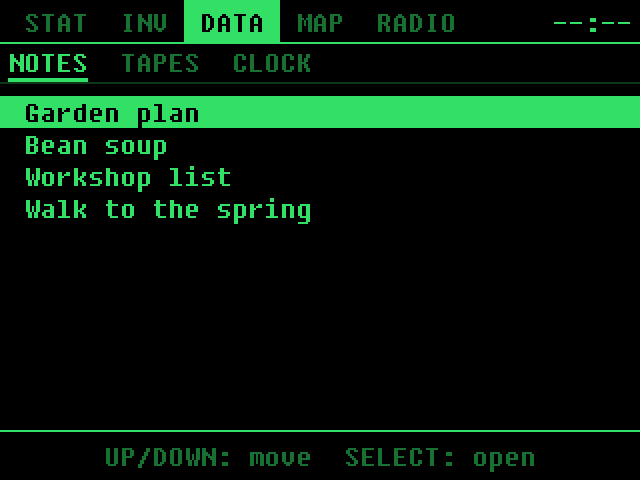 STAT INV DATA MAP RADIO --:--
NOTES TAPES CLOCK
Garden plan
Bean soup
Workshop list
Walk to the spring
UP/DOWN: move SELECT: open